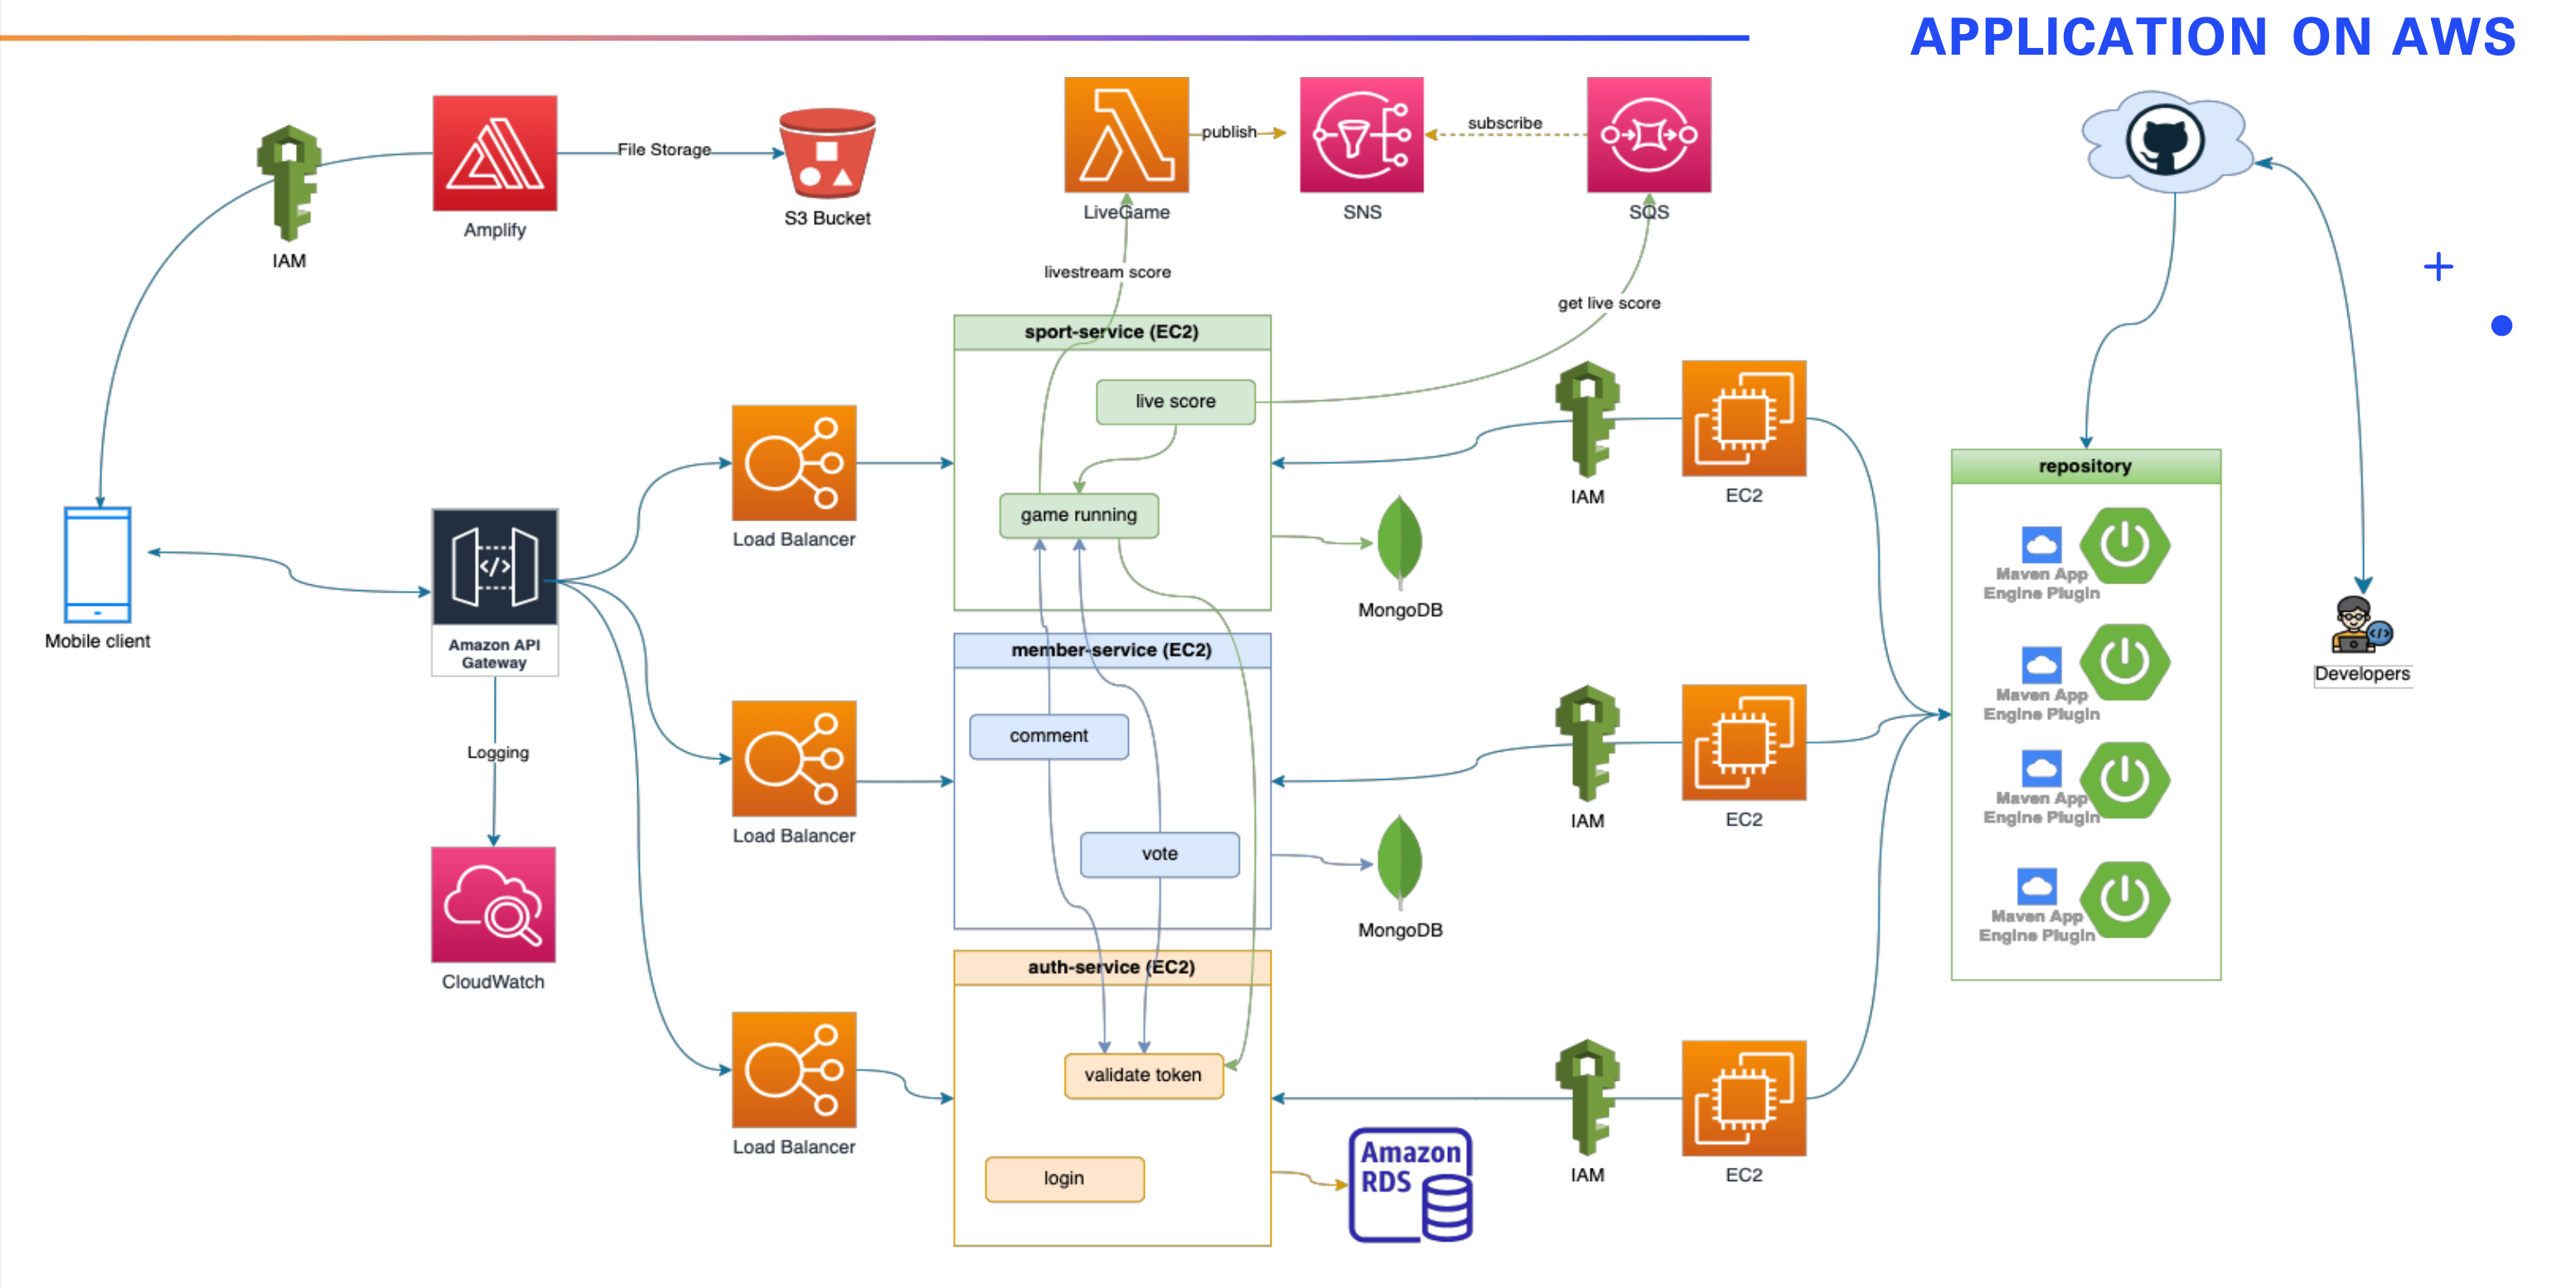 APPLICATION ON AWS
IAM
Amplify
File Storage
S3 Bucket
LiveGame
publish
SNS
subscribe
SQS
livestream score
get live score
sport-service (EC2)
live score
game running
IAM
EC2
MongoDB
Load Balancer
Mobile client
Amazon API
Gateway
Logging
CloudWatch
member-service (EC2)
comment
vote
IAM
EC2
MongoDB
Load Balancer
auth-service (EC2)
validate token
login
Load Balancer
IAM
EC2
Amazon
RDS
repository
Maven App
Engine Plugin
Maven App
Engine Plugin
Maven App
Engine Plugin
Maven App
Engine Plugin
Developers